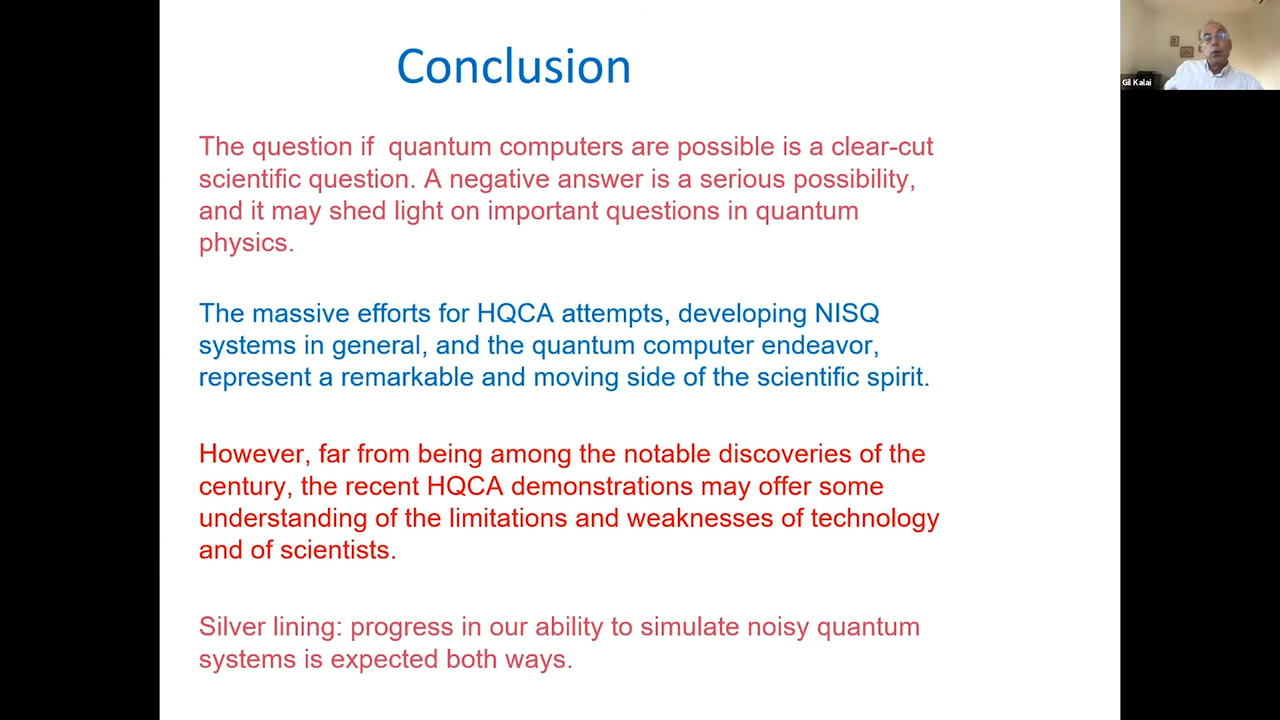 Conclusion
Gil Kalai
The question if quantum computers are possible is a clear-cut
scientific question. A negative answer is a serious possibility,
and it may shed light on important questions in quantum
physics.
The massive efforts for HQCA attempts, developing NISQ
systems in general, and the quantum computer endeavor,
represent a remarkable and moving side of the scientific spirit.
However, far from being among the notable discoveries of the
century, the recent HQCA demonstrations may offer some
understanding of the limitations and weaknesses of technology
and of scientists.
Silver lining: progress in our ability to simulate noisy quantum
systems is expected both ways.